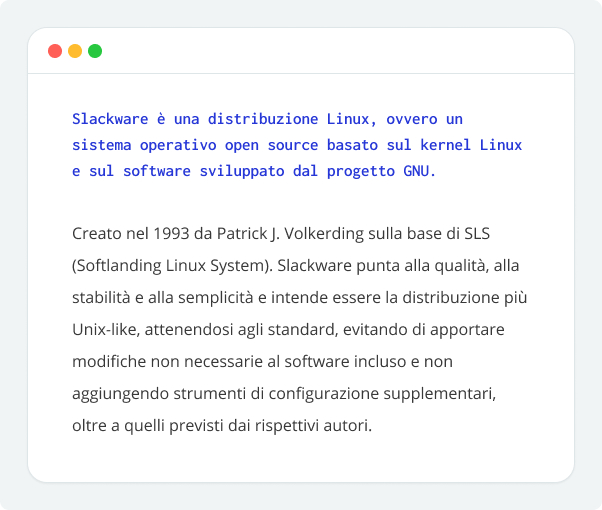 Slackware è una distribuzione Linux, ovvero un
sistema operativo open source basato sul kernel Linux
e sul software sviluppato dal progetto GNU.
Creato nel 1993 da Patrick J. Volkerding sulla base di SLS
(Softlanding Linux System). Slackware punta alla qualità, alla
stabilità e alla semplicità e intende essere la distribuzione più
Unix-like, attenendosi agli standard, evitando di apportare
modifiche non necessarie al software incluso e non
aggiungendo strumenti di configurazione supplementari,
oltre a quelli previsti dai rispettivi autori.